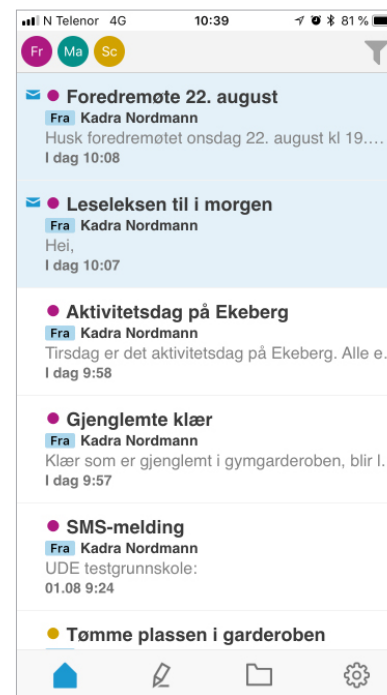 N Telenor 4G 10:39 81 %
Fr Ma Sc
Foredremøte 22. august
Fra Kadra Nordmann
Husk foredremøtet onsdag 22. august kl 19....
I dag 10:08
Leseleksen til i morgen
Fra Kadra Nordmann
Hei,
I dag 10:07
Aktivitetsdag på Ekeberg
Fra Kadra Nordmann
Tirsdag er det aktivitetsdag på Ekeberg. Alle e.
I dag 9:58
Gjenglemte klær
Fra Kadra Nordmann
Klær som er gjenglemt i gymgarderoben, blir l.
I dag 9:57
SMS-melding
Fra Kadra Nordmann
UDE testgrunnskole:
01.08 9:24
Tømme plassen i garderoben